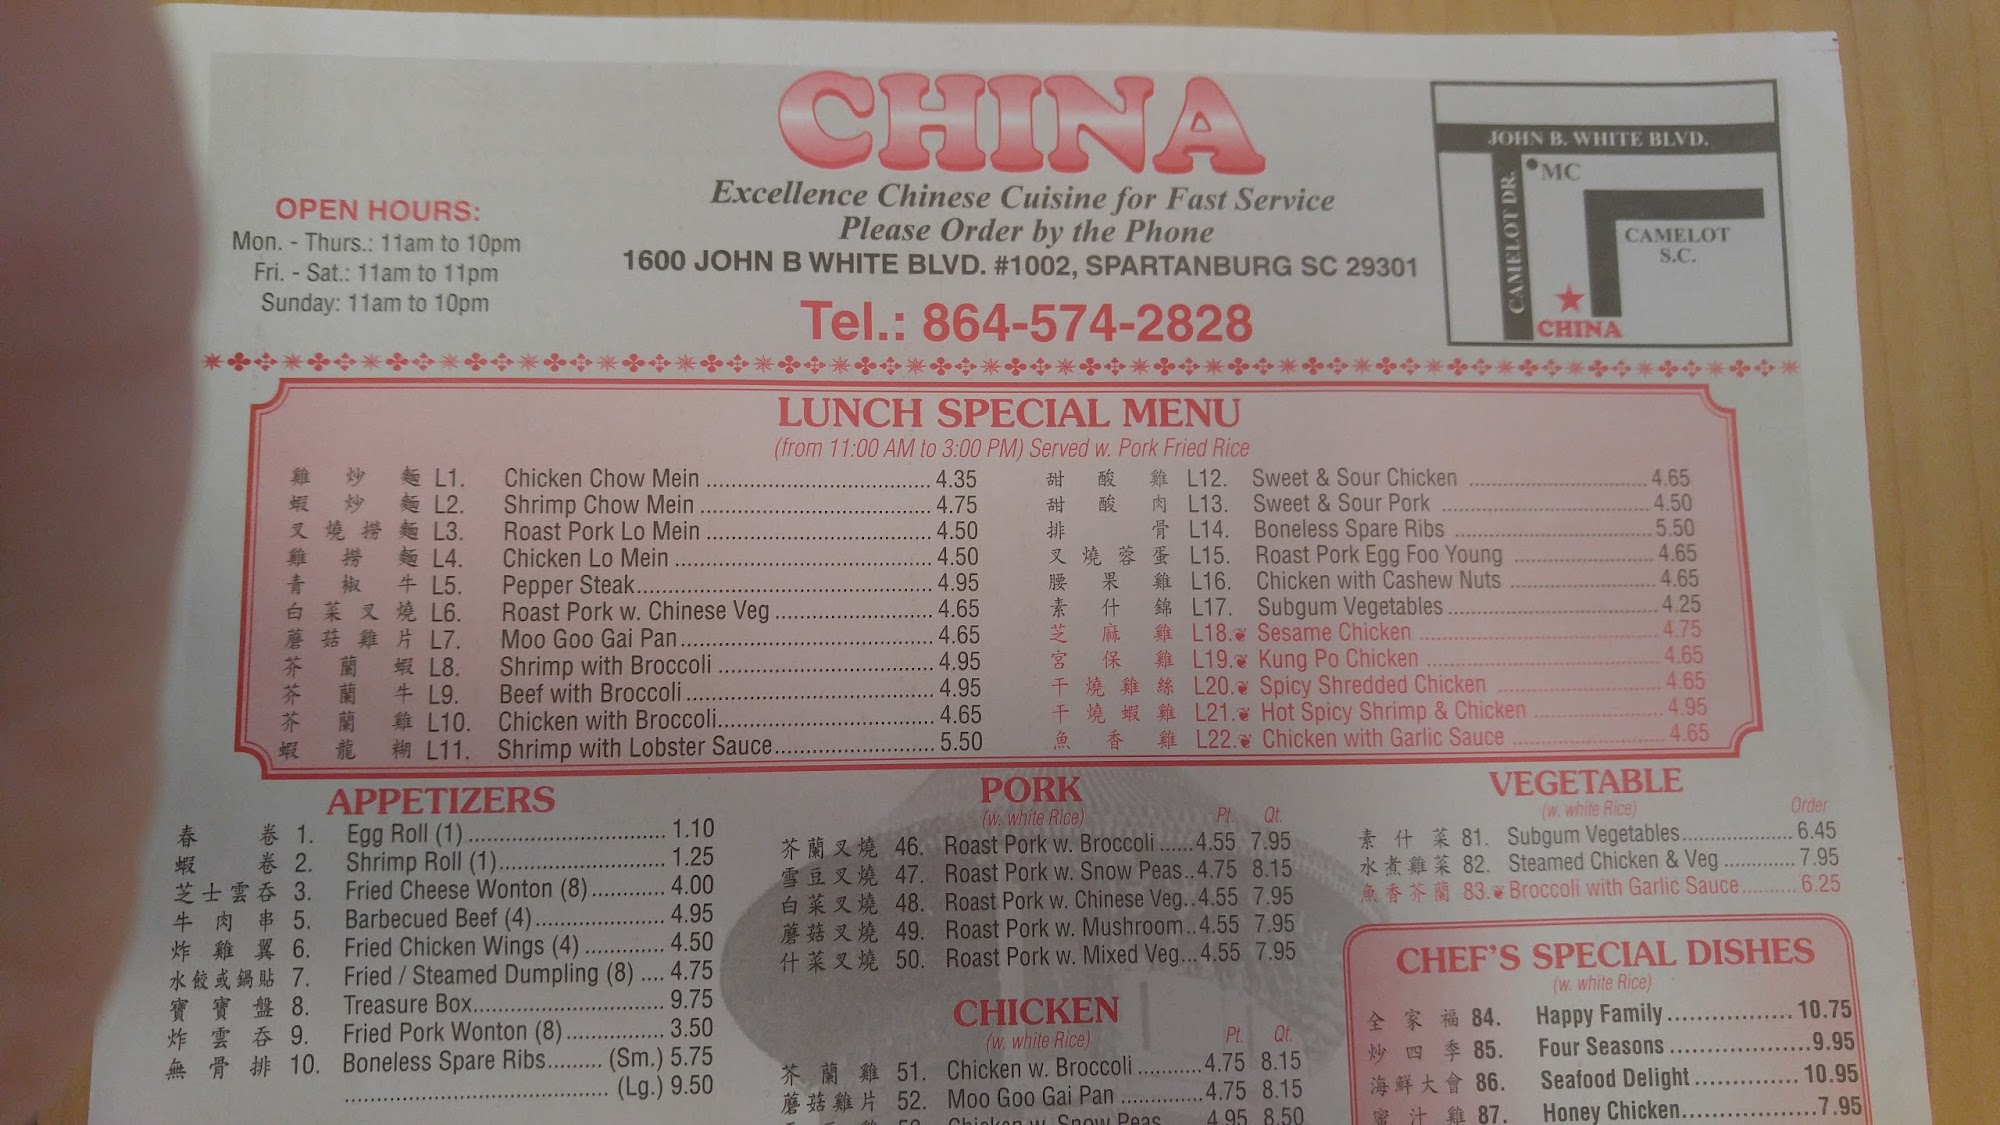 CHINA
Excellence Chinese Cuisine for Fast Service
Please Order by the Phone
1600 JOHN B WHITE BLVD. #1002, SPARTANBURG SC 29301
Tel.: 864-574-2828
OPEN HOURS:
Mon. - Thurs.: 11am to 10pm
Fri. - Sat.: 11am to 11pm
Sunday: 11am to 10pm
JOHN B. WHITE BLVD.
MC
CAMELOT DR.
CAMELOT
S.C.
CHINA
LUNCH SPECIAL MENU
(from 11:00 AM to 3:00 PM) Served w. Pork Fried Rice
雞炒麵 L1. Chicken Chow Mein 4.35
蝦炒麵 L2. Shrimp Chow Mein 4.75
叉燒撈麵 L3. Roast Pork Lo Mein 4.50
雞撈麵 L4. Chicken Lo Mein 4.50
青椒牛 L5. Pepper Steak 4.95
白菜叉燒 L6. Roast Pork w. Chinese Veg 4.65
蘑菇雞片 L7. Moo Goo Gai Pan 4.65
芥蘭蝦 L8. Shrimp with Broccoli 4.95
芥蘭牛 L9. Beef with Broccoli 4.95
芥蘭雞 L10. Chicken with Broccoli 4.65
蝦龍糊 L11. Shrimp with Lobster Sauce 5.50
甜酸雞 L12. Sweet & Sour Chicken 4.65
甜酸肉 L13. Sweet & Sour Pork 4.50
排骨 L14. Boneless Spare Ribs 5.50
叉燒蓉蛋 L15. Roast Pork Egg Foo Young 4.65
腰果雞 L16. Chicken with Cashew Nuts 4.65
素什錦 L17. Subgum Vegetables 4.25
芝麻雞 L18. Sesame Chicken 4.75
宮保雞 L19. Kung Po Chicken 4.65
干燒雞絲 L20. Spicy Shredded Chicken 4.65
干燒蝦雞 L21. Hot Spicy Shrimp & Chicken 4.95
魚香雞 L22. Chicken with Garlic Sauce 4.65
APPETIZERS
春卷 1. Egg Roll (1) 1.10
蝦卷 2. Shrimp Roll (1) 1.25
芝士雲吞 3. Fried Cheese Wonton (8) 4.00
牛肉串 5. Barbecued Beef (4) 4.95
炸雞翼 6. Fried Chicken Wings (4) 4.50
水餃或鍋貼 7. Fried / Steamed Dumpling (8) 4.75
寶寶盤 8. Treasure Box 9.75
炸雲吞 9. Fried Pork Wonton (8) 3.50
無骨排 10. Boneless Spare Ribs (Sm.) 5.75
(Lg.) 9.50
PORK
(w. white Rice) Pt. Qt.
芥蘭叉燒 46. Roast Pork w. Broccoli 4.55 7.95
雪豆叉燒 47. Roast Pork w. Snow Peas 4.75 8.15
白菜叉燒 48. Roast Pork w. Chinese Veg. 4.55 7.95
蘑菇叉燒 49. Roast Pork w. Mushroom 4.55 7.95
什菜叉燒 50. Roast Pork w. Mixed Veg 4.55 7.95
CHICKEN
(w. white Rice) Pt. Qt.
芥蘭雞 51. Chicken w. Broccoli 4.75 8.15
蘑菇雞片 52. Moo Goo Gai Pan 4.75 8.15
Chicken w. Snow Peas 4.95 8.50
VEGETABLE
(w. white Rice) Order
素什菜 81. Subgum Vegetables 6.45
水煮雞菜 82. Steamed Chicken & Veg 7.95
魚香芥蘭 83. Broccoli with Garlic Sauce 6.25
CHEF'S SPECIAL DISHES
(w. white Rice)
全家福 84. Happy Family 10.75
炒四季 85. Four Seasons 9.95
海鮮大會 86. Seafood Delight 10.95
蜜汁雞 87. Honey Chicken 7.95